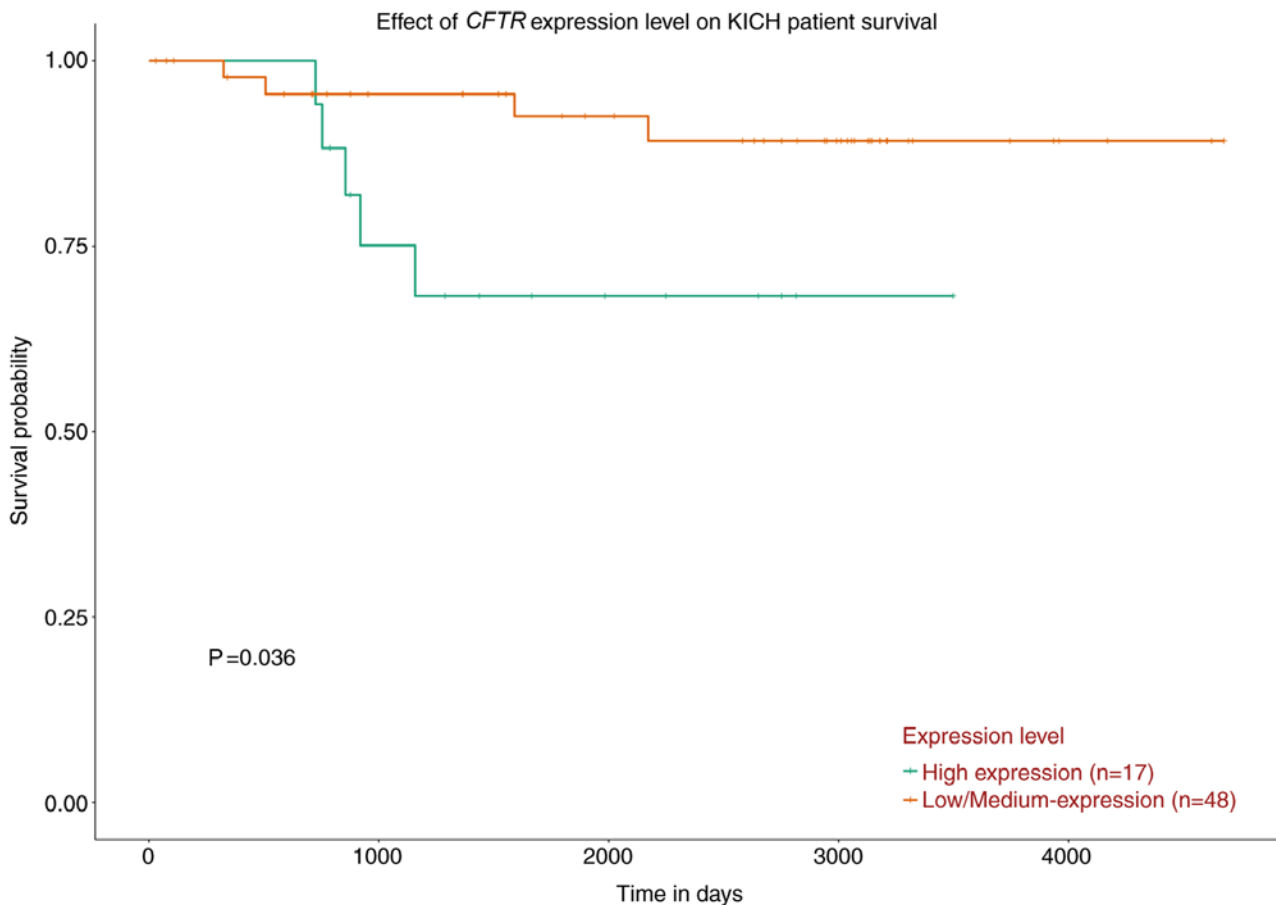 Effect of CFTR expression level on KICH patient survival
1.00
0.75
0.50
0.25
0.00
Survival probability
P=0.036
Expression level
High expression (n=17)
Low/Medium-expression (n=48)
0 1000 2000 3000 4000
Time in days